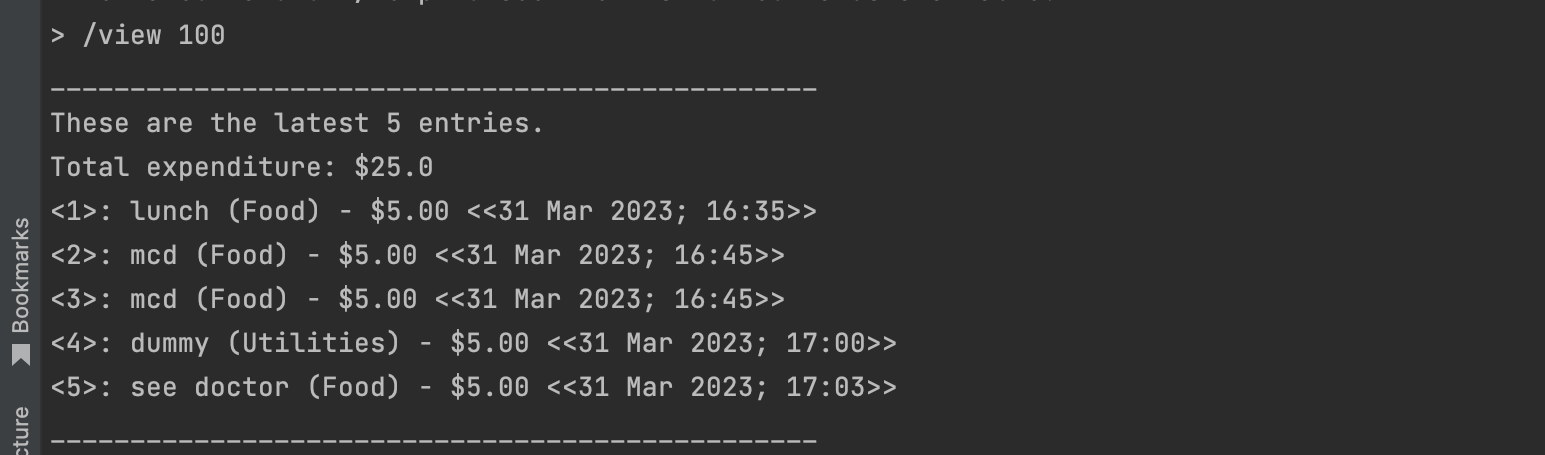 > /view 100
________________________________________________
These are the latest 5 entries.
Total expenditure: $25.0
<1>: lunch (Food) - $5.00 <<31 Mar 2023; 16:35>>
<2>: mcd (Food) - $5.00 <<31 Mar 2023; 16:45>>
<3>: mcd (Food) - $5.00 <<31 Mar 2023; 16:45>>
<4>: dummy (Utilities) - $5.00 <<31 Mar 2023; 17:00>>
<5>: see doctor (Food) - $5.00 <<31 Mar 2023; 17:03>>
________________________________________________
Bookmarks